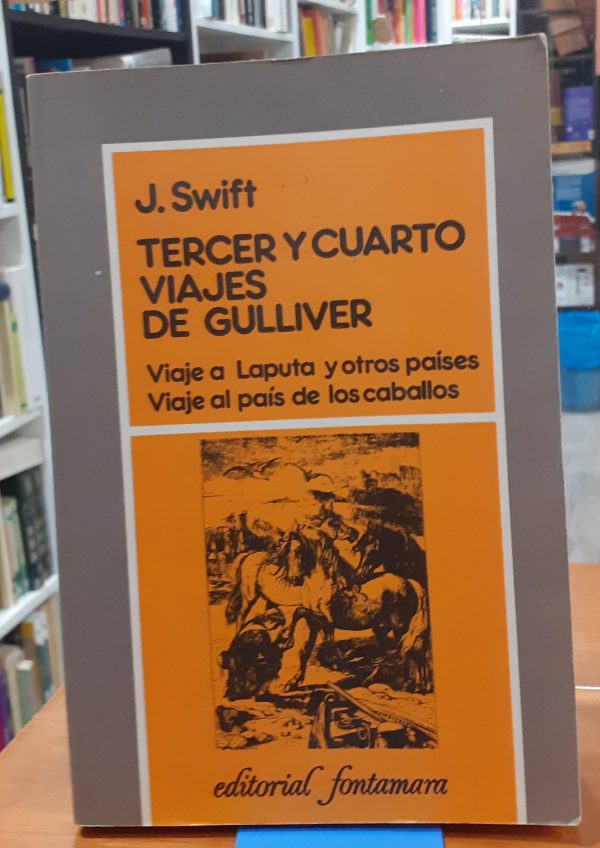 J. Swift
TERCER Y CUARTO
VIAJES
DE GULLIVER
Viaje a Laputa y otros países
Viaje al país de los caballos
editorial fontamara